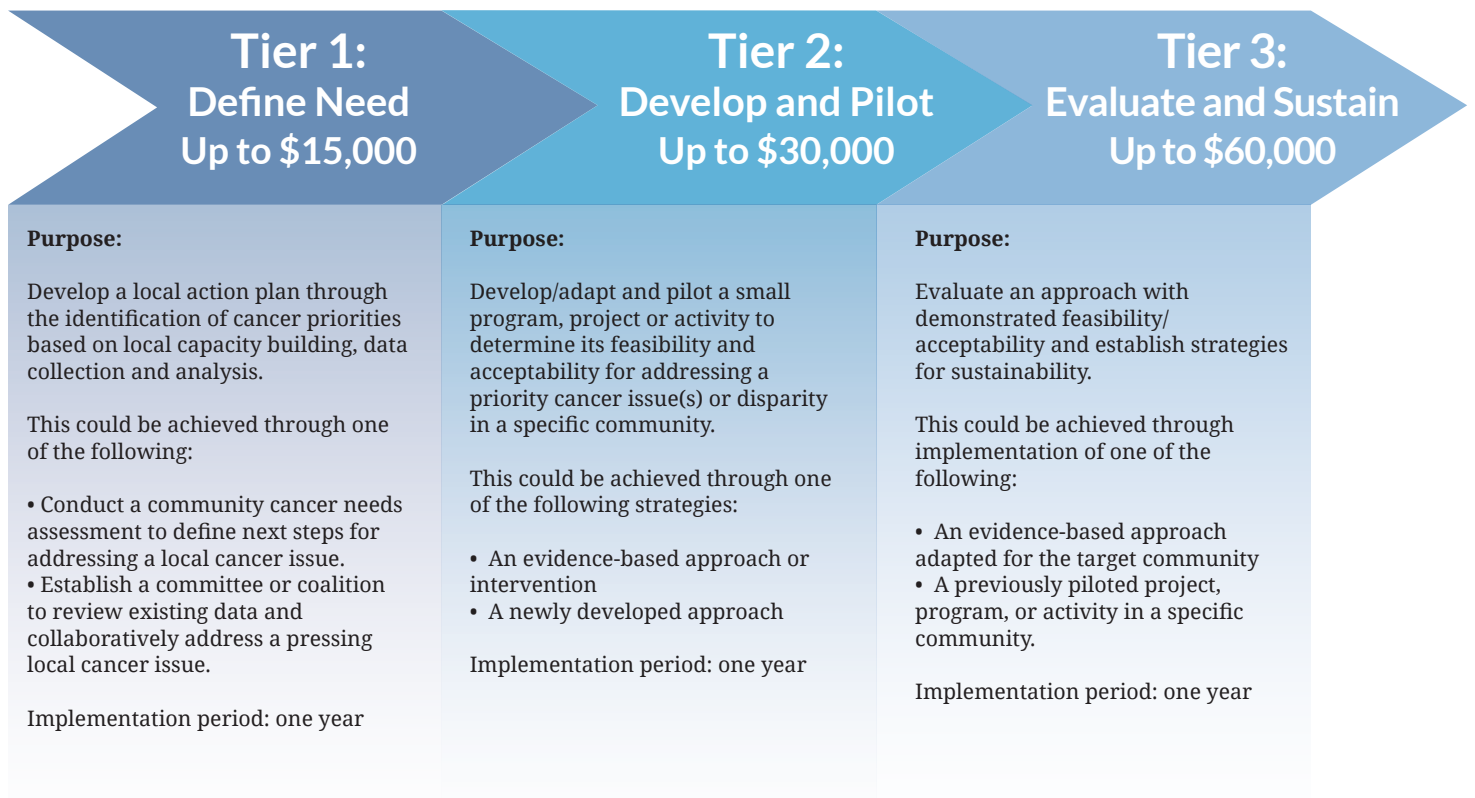 Tier 1:
Define Need
Up to $15,000
Purpose:
Develop a local action plan through
the identification of cancer priorities
based on local capacity building, data
collection and analysis.
This could be achieved through one
of the following:
• Conduct a community cancer needs
assessment to define next steps for
addressing a local cancer issue.
• Establish a committee or coalition
to review existing data and
collaboratively address a pressing
local cancer issue.
Implementation period: one year
Tier 2:
Develop and Pilot
Up to $30,000
Purpose:
Develop/adapt and pilot a small
program, project or activity to
determine its feasibility and
acceptability for addressing a
priority cancer issue(s) or disparity
in a specific community.
This could be achieved through one
of the following strategies:
• An evidence-based approach or
intervention
• A newly developed approach
Implementation period: one year
Tier 3:
Evaluate and Sustain
Up to $60,000
Purpose:
Evaluate an approach with
demonstrated feasibility/
acceptability and establish strategies
for sustainability.
This could be achieved through
implementation of one of the
following:
• An evidence-based approach
adapted for the target community
• A previously piloted project,
program, or activity in a specific
community.
Implementation period: one year